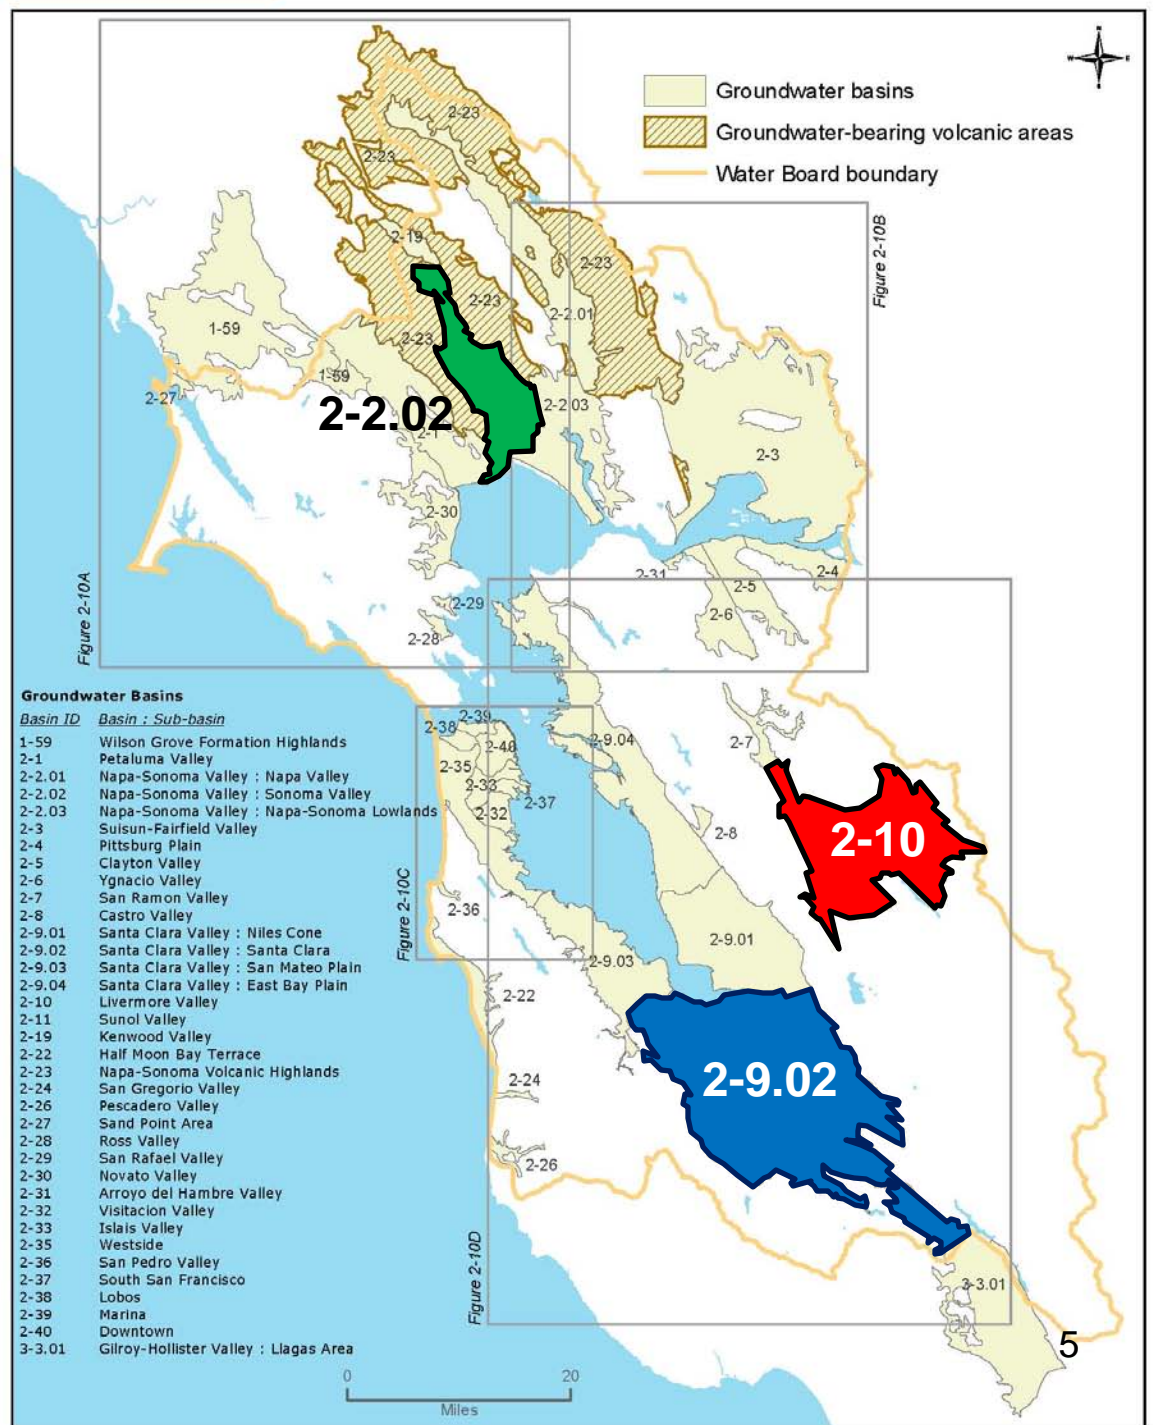 N
W
E
S
Groundwater basins
Groundwater-bearing volcanic areas
Water Board boundary
2-23
2-23
2-19
2-23
2-23
2-23
2-2.01
Figure 2-10B
1-59
1-59
2-27
2-2.02
2-1
2-2.03
2-3
2-30
2-31
2-4
2-5
2-6
2-29
2-28
Figure 2-10A
Groundwater Basins
Basin ID Basin : Sub-basin
1-59 Wilson Grove Formation Highlands
2-1 Petaluma Valley
2-2.01 Napa-Sonoma Valley : Napa Valley
2-2.02 Napa-Sonoma Valley : Sonoma Valley
2-2.03 Napa-Sonoma Valley : Napa-Sonoma Lowlands
2-3 Suisun-Fairfield Valley
2-4 Pittsburg Plain
2-5 Clayton Valley
2-6 Ygnacio Valley
2-7 San Ramon Valley
2-8 Castro Valley
2-9.01 Santa Clara Valley : Niles Cone
2-9.02 Santa Clara Valley : Santa Clara
2-9.03 Santa Clara Valley : San Mateo Plain
2-9.04 Santa Clara Valley : East Bay Plain
2-10 Livermore Valley
2-11 Sunol Valley
2-19 Kenwood Valley
2-22 Half Moon Bay Terrace
2-23 Napa-Sonoma Volcanic Highlands
2-24 San Gregorio Valley
2-26 Pescadero Valley
2-27 Sand Point Area
2-28 Ross Valley
2-29 San Rafael Valley
2-30 Novato Valley
2-31 Arroyo del Hambre Valley
2-32 Visitacion Valley
2-33 Islais Valley
2-35 Westside
2-36 San Pedro Valley
2-37 South San Francisco
2-38 Lobos
2-39 Marina
2-40 Downtown
3-3.01 Gilroy-Hollister Valley : Llagas Area
2-39
2-38
2-40
2-35
2-33
2-37
2-32
2-9.04
2-7
2-8
2-10
2-36
Figure 2-10C
2-9.01
2-9.03
2-22
2-9.02
2-24
2-26
Figure 2-10D
3-3.01
5
0
20
Miles